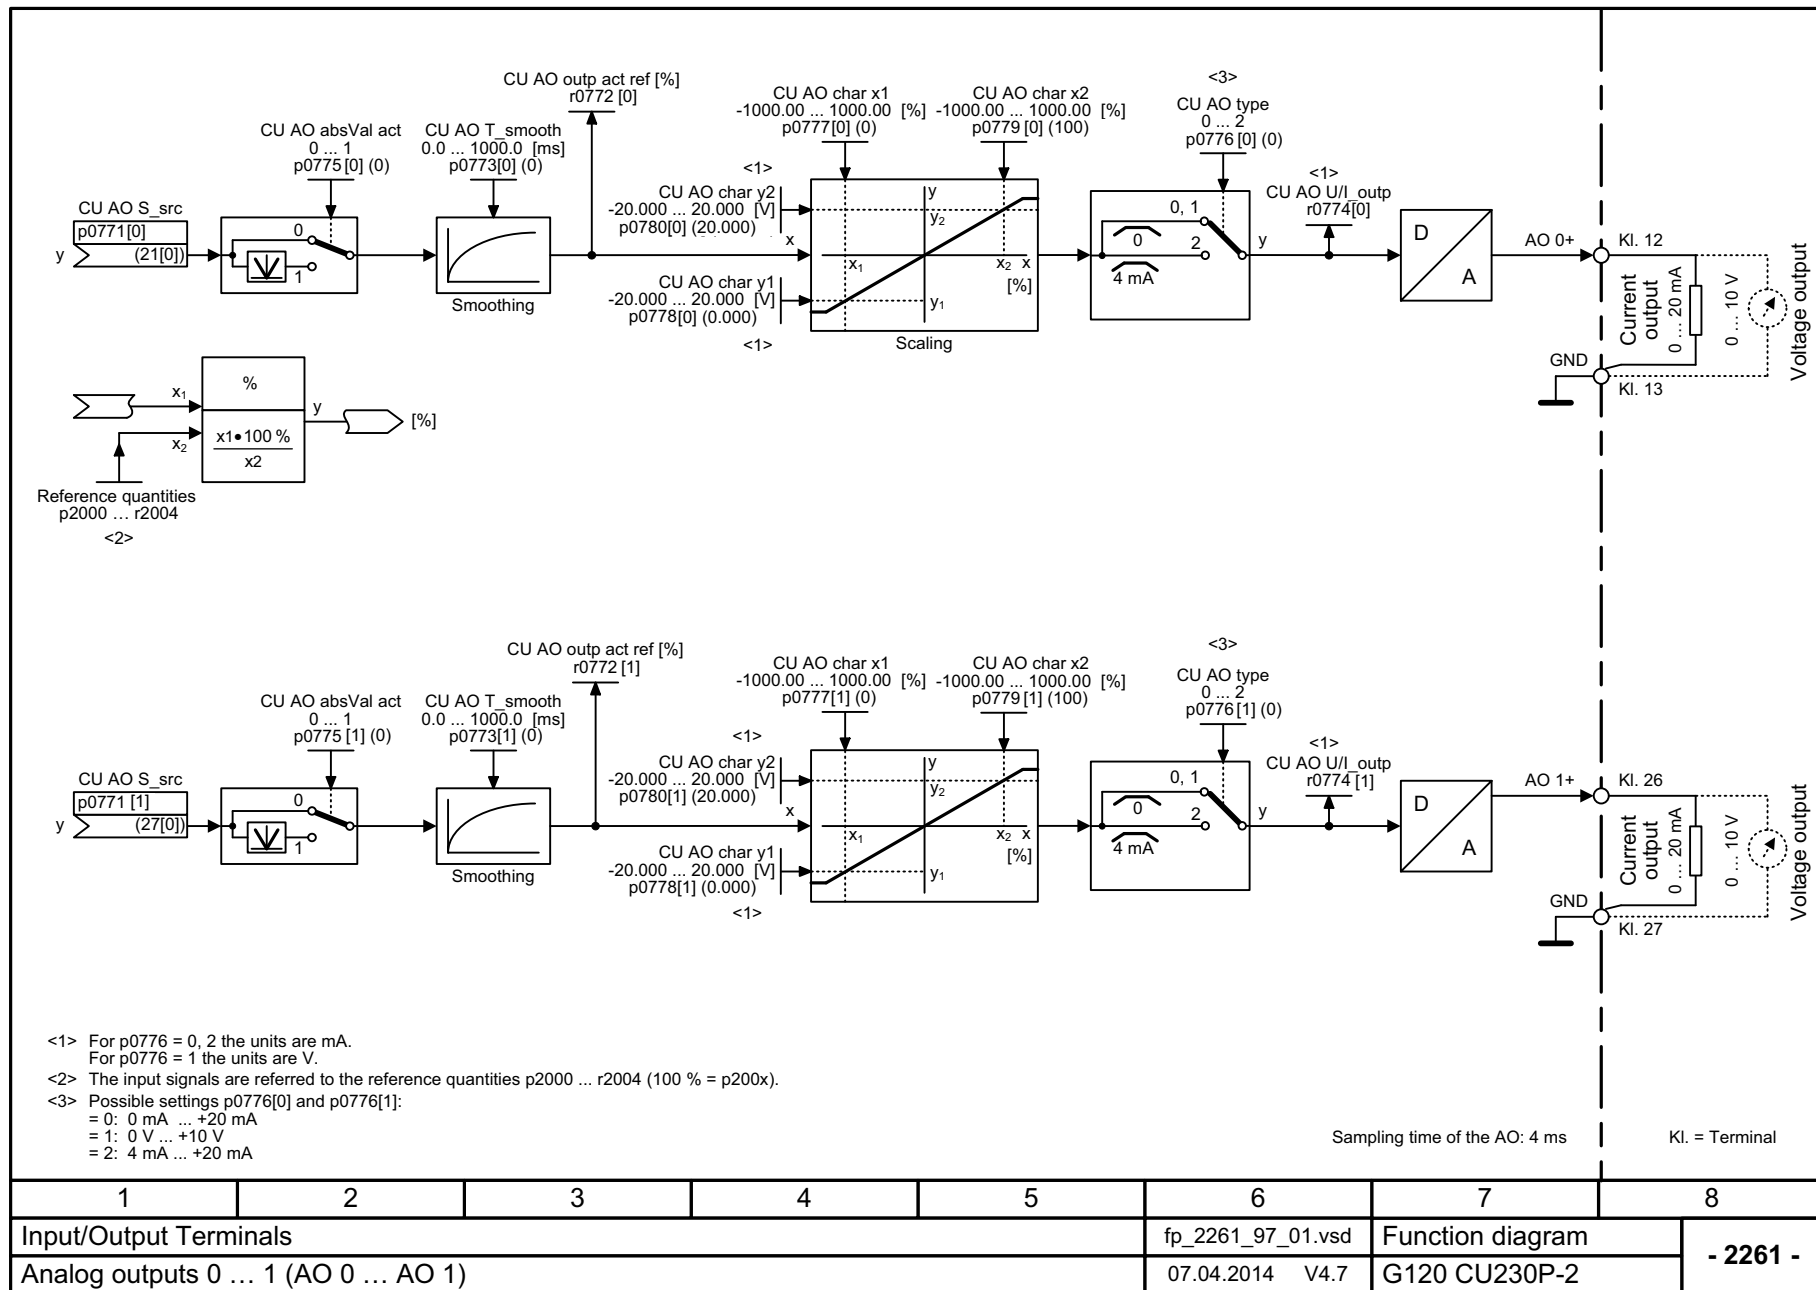 CU AO outp act ref [%]
r0772 [0]
CU AO absVal act
0 ... 1
p0775[0] (0)
CU AO T_smooth
0.0 ... 1000.0 [ms]
p0773[0] (0)
CU AO char x1
-1000.00 ... 1000.00 [%]
p0777[0] (0)
CU AO char x2
-1000.00 ... 1000.00 [%]
p0779 [0] (100)
<3>
CU AO type
0 ... 2
p0776[0] (0)
<1>
CU AO char y2
-20.000 ... 20.000 [V]
p0780[0] (20.000)
<1>
CU AO U/I_outp
r0774[0]
CU AO S_src
p0771[0]
(21[0])
y
0
1
Smoothing
x
CU AO char y1
-20.000 ... 20.000 [V]
p0778[0] (0.000)
<1>
y
y2
x1
x2 x
[%]
y1
Scaling
0, 1
0
2
4 mA
y
D
A
AO 0+
Kl. 12
Current output
0 ... 20 mA
0 ... 10 V
Voltage output
GND
Kl. 13
x1
x2
%
x1•100 %
x2
y
[%]
Reference quantities
p2000 ... r2004
<2>
CU AO outp act ref [%]
r0772 [1]
CU AO absVal act
0 ... 1
p0775 [1] (0)
CU AO T_smooth
0.0 ... 1000.0 [ms]
p0773[1] (0)
CU AO char x1
-1000.00 ... 1000.00 [%]
p0777[1] (0)
CU AO char x2
-1000.00 ... 1000.00 [%]
p0779 [1] (100)
<3>
CU AO type
0 ... 2
p0776[1] (0)
<1>
CU AO char y2
-20.000 ... 20.000 [V]
p0780[1] (20.000)
<1>
CU AO U/I_outp
r0774 [1]
CU AO S_src
p0771 [1]
(27[0])
y
0
1
Smoothing
x
CU AO char y1
-20.000 ... 20.000 [V]
p0778[1] (0.000)
<1>
y
y2
x1
x2 x
[%]
y1
0, 1
0
2
4 mA
y
D
A
AO 1+
Kl. 26
Current output
0 ... 20 mA
0 ... 10 V
Voltage output
GND
Kl. 27
<1> For p0776 = 0, 2 the units are mA.
For p0776 = 1 the units are V.
<2> The input signals are referred to the reference quantities p2000 ... r2004 (100 % = p200x).
<3> Possible settings p0776[0] and p0776[1]:
= 0: 0 mA ... +20 mA
= 1: 0 V ... +10 V
= 2: 4 mA ... +20 mA
Sampling time of the AO: 4 ms
Kl. = Terminal
1 2 3 4 5 6 7 8
Input/Output Terminals
fp_2261_97_01.vsd
Function diagram
- 2261 -
Analog outputs 0 ... 1 (AO 0 ... AO 1)
07.04.2014 V4.7
G120 CU230P-2